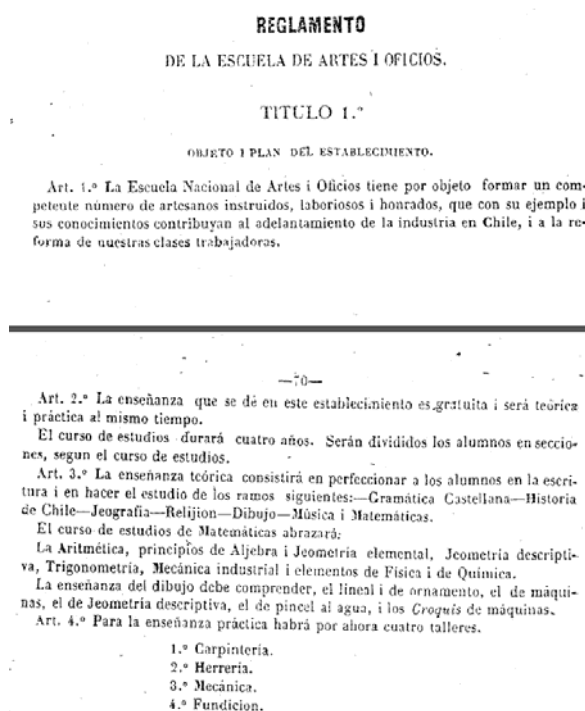 REGLAMENTO
DE LA ESCUELA DE ARTES I OFICIOS.
TITULO 1.º
OBJETO I PLAN DEL ESTABLECIMIENTO.
Art. 1.º La Escuela Nacional de Artes i Oficios tiene por objeto formar un com-
petente número de artesanos instruidos, laboriosos i honrados, que con su ejemplo i
sus conocimientos contribuyan al adelantamiento de la industria en Chile, i a la re-
forma de nuestras clases trabajadoras.
—70—
Art. 2.º La enseñanza que se dé en este establecimiento es gratuita i será teórica
i práctica al mismo tiempo.
El curso de estudios durará cuatro años. Serán divididos los alumnos en seccio-
nes, segun el curso de estudios.
Art. 3.º La enseñanza teórica consistirá en perfeccionar a los alumnos en la escri-
tura i en hacer el estudio de los ramos siguientes:—Gramática Castellana—Historia
de Chile—Jeografía—Relijion—Dibujo—Música i Matemáticas.
El curso de estudios de Matemáticas abrazará:
La Aritmética, principios de Aljebra i Jeometria elemental, Jeometria descripti-
va, Trigonometría, Mecánica industrial i elementos de Física i de Química.
La enseñanza del dibujo debe comprender, el lineal i de ornamento, el de máqui-
nas, el de Jeometria descriptiva, el de pincel al agua, i los Croquis de máquinas.
Art. 4.º Para la enseñanza práctica habrá por ahora cuatro talleres.
1.º Carpintería.
2.º Herrería.
3.º Mecánica.
4.º Fundicion.